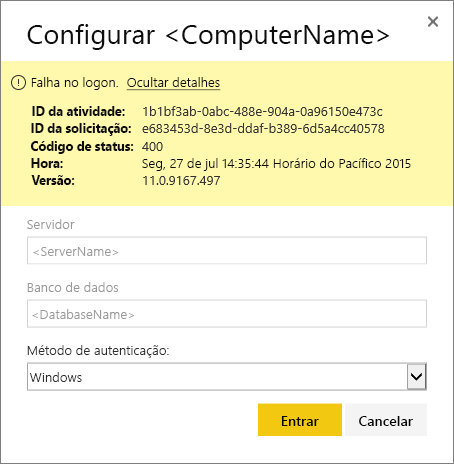 Configurar <ComputerName>
Falha no logon. Ocultar detalhes
ID da atividade: 1b1bf3ab-0abc-488e-904a-0a96150e473c
ID da solicitação: e683453d-8e3d-ddaf-b389-6d5a4cc40578
Código de status: 400
Hora: Seg, 27 de jul 14:35:44 Horário do Pacífico 2015
Versão: 11.0.9167.497
Servidor
<ServerName>
Banco de dados
<DatabaseName>
Método de autenticação:
Windows
Entrar Cancelar